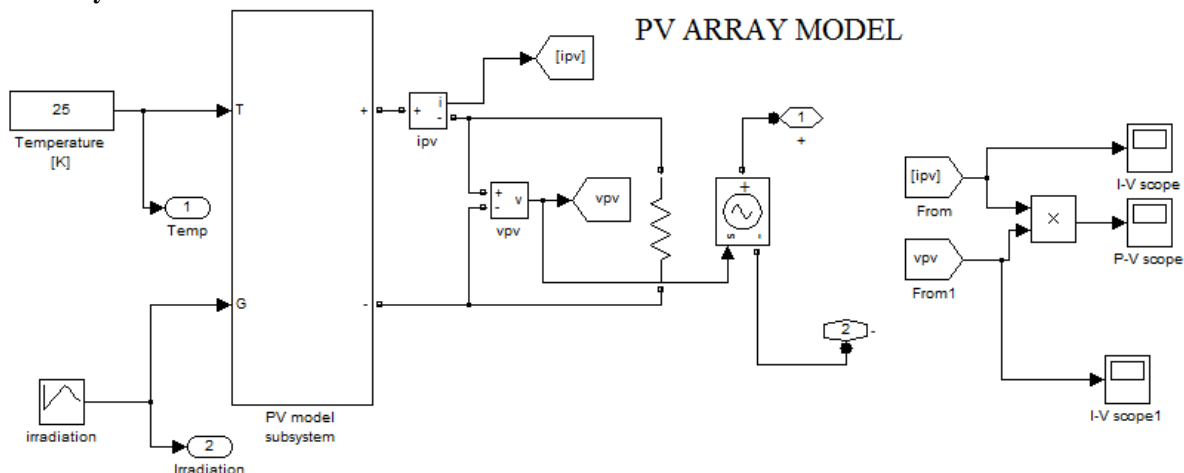 PV ARRAY MODEL
25
Temperature
[K]
1
Temp
T
G
+
-
PV model
subsystem
irradiation
2
Irradiation
+
i
-
ipv
[ipv]
+
-
v
vpv
vpv
+
s
-
1
+
2
-
[ipv]
From
vpv
From1
×
I-V scope
P-V scope
I-V scope1